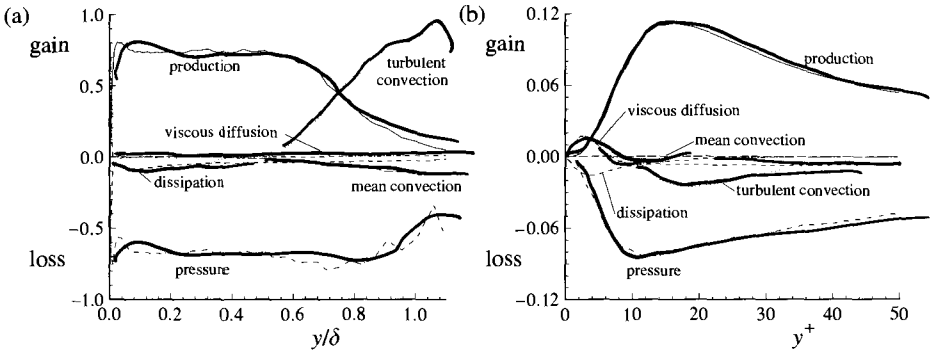 (a)
gain
loss
1.0
0.5
0.0
−0.5
−1.0
production
turbulent
convection
viscous diffusion
dissipation
mean convection
pressure
0.0 0.2 0.4 0.6 0.8 1.0
y/δ
(b)
gain
loss
0.12
0.06
0.00
−0.06
−0.12
production
viscous diffusion
mean convection
turbulent convection
dissipation
pressure
0 10 20 30 40 50
y+